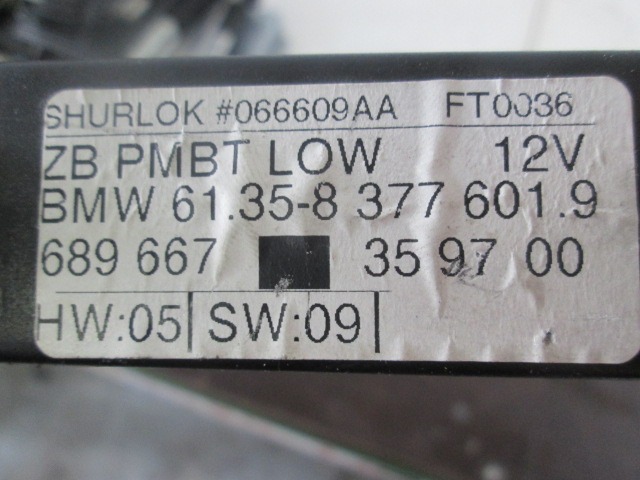 SHURLOK #066609AA FT0036
ZB PMBT LOW 12V
BMW 61.35-8 377 601.9
689 667 35 97 00
HW:05 SW:09